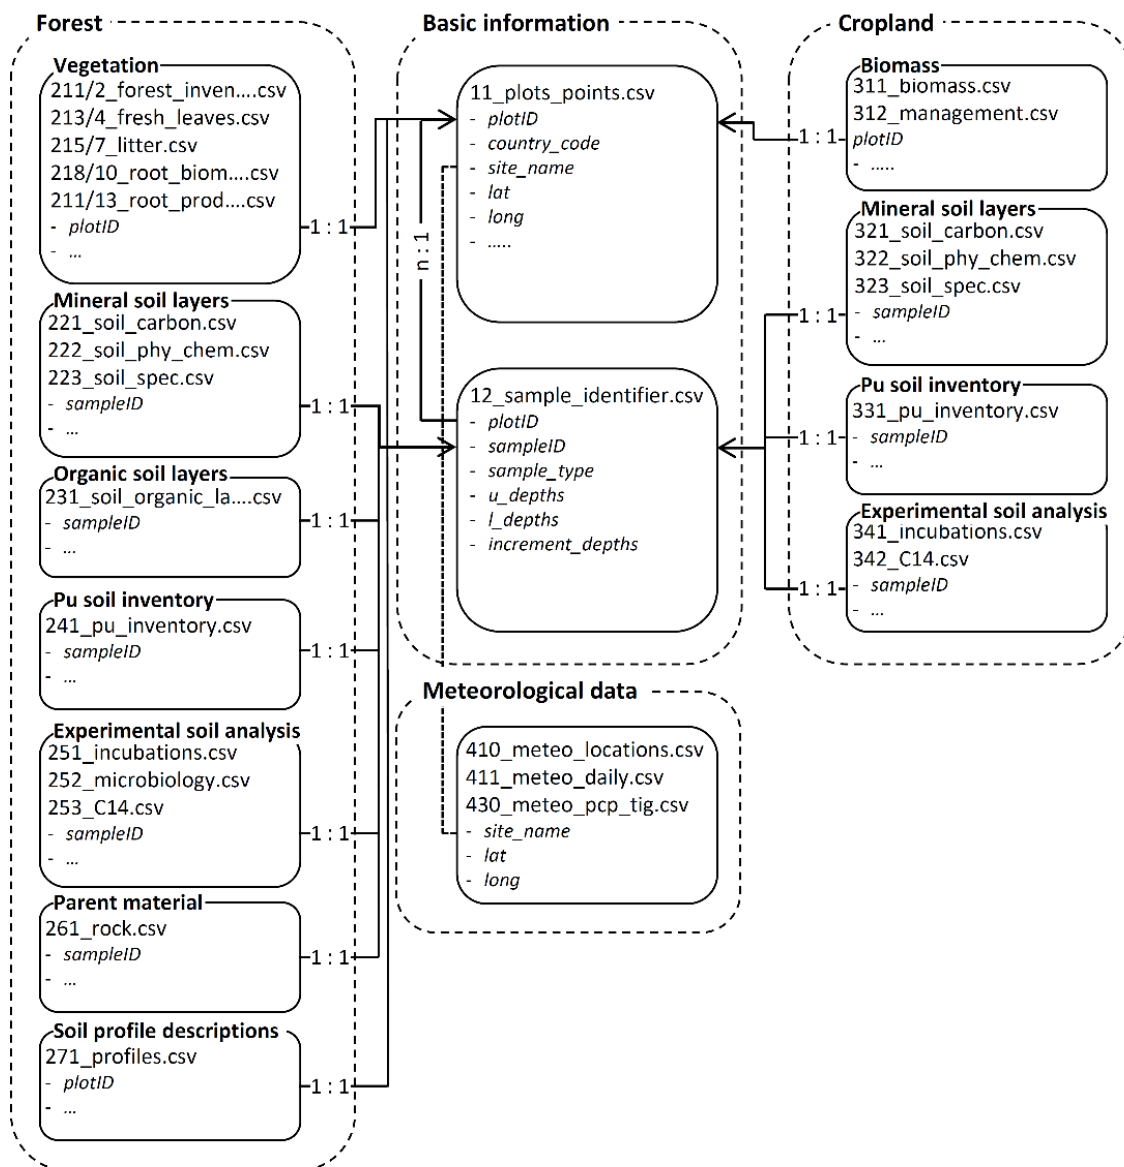 Forest
Vegetation
211/2_forest_inven....csv
213/4_fresh_leaves.csv
215/7_litter.csv
218/10_root_biom....csv
211/13_root_prod....csv
- plotID
- ...
1 : 1
Mineral soil layers
221_soil_carbon.csv
222_soil_phy_chem.csv
223_soil_spec.csv
- sampleID
- ...
1 : 1
Organic soil layers
231_soil_organic_la....csv
- sampleID
- ...
1 : 1
Pu soil inventory
241_pu_inventory.csv
- sampleID
- ...
1 : 1
Experimental soil analysis
251_incubations.csv
252_microbiology.csv
253_C14.csv
- sampleID
- ...
1 : 1
Parent material
261_rock.csv
- sampleID
- ...
1 : 1
Soil profile descriptions
271_profiles.csv
- plotID
- ...
1 : 1
Basic information
11_plots_points.csv
- plotID
- country_code
- site_name
- lat
- long
- .....
n : 1
12_sample_identifier.csv
- plotID
- sampleID
- sample_type
- u_depths
- l_depths
- increment_depths
Meteorological data
410_meteo_locations.csv
411_meteo_daily.csv
430_meteo_pcp_tig.csv
- site_name
- lat
- long
Cropland
Biomass
311_biomass.csv
312_management.csv
plotID
- .....
1 : 1
Mineral soil layers
321_soil_carbon.csv
322_soil_phy_chem.csv
323_soil_spec.csv
- sampleID
- ...
1 : 1
Pu soil inventory
331_pu_inventory.csv
- sampleID
- ...
1 : 1
Experimental soil analysis
341_incubations.csv
342_C14.csv
- sampleID
- ...
1 : 1